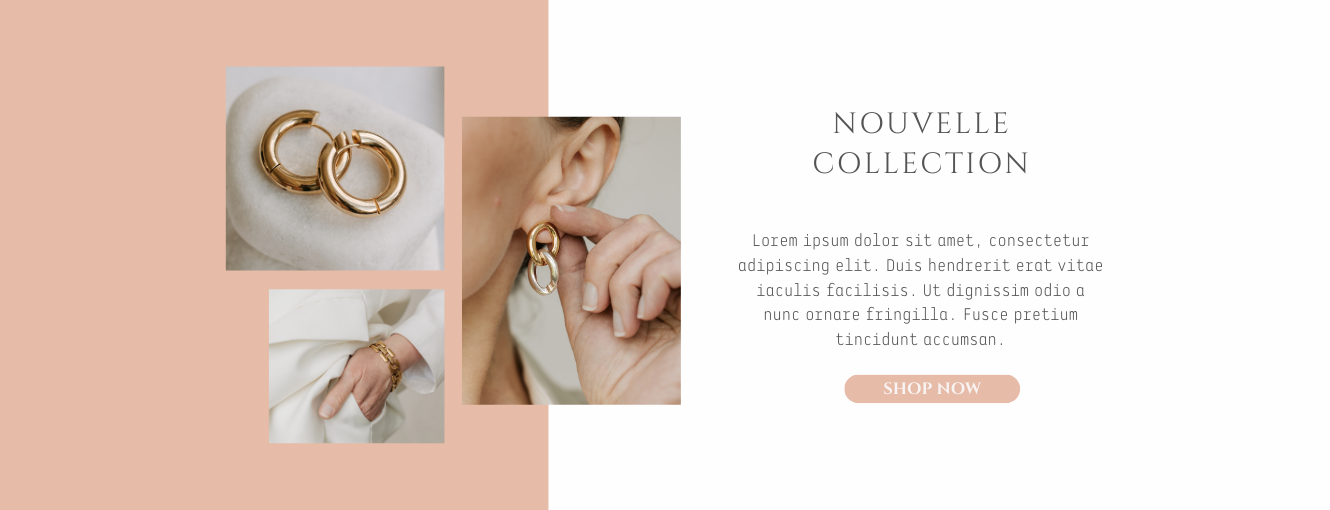 NOUVELLE
COLLECTION
Lorem ipsum dolor sit amet, consectetur
adipiscing elit. Duis hendrerit erat vitae
iaculis facilisis. Ut dignissim odio a
nunc ornare fringilla. Fusce pretium
tincidunt accumsan.
SHOP NOW